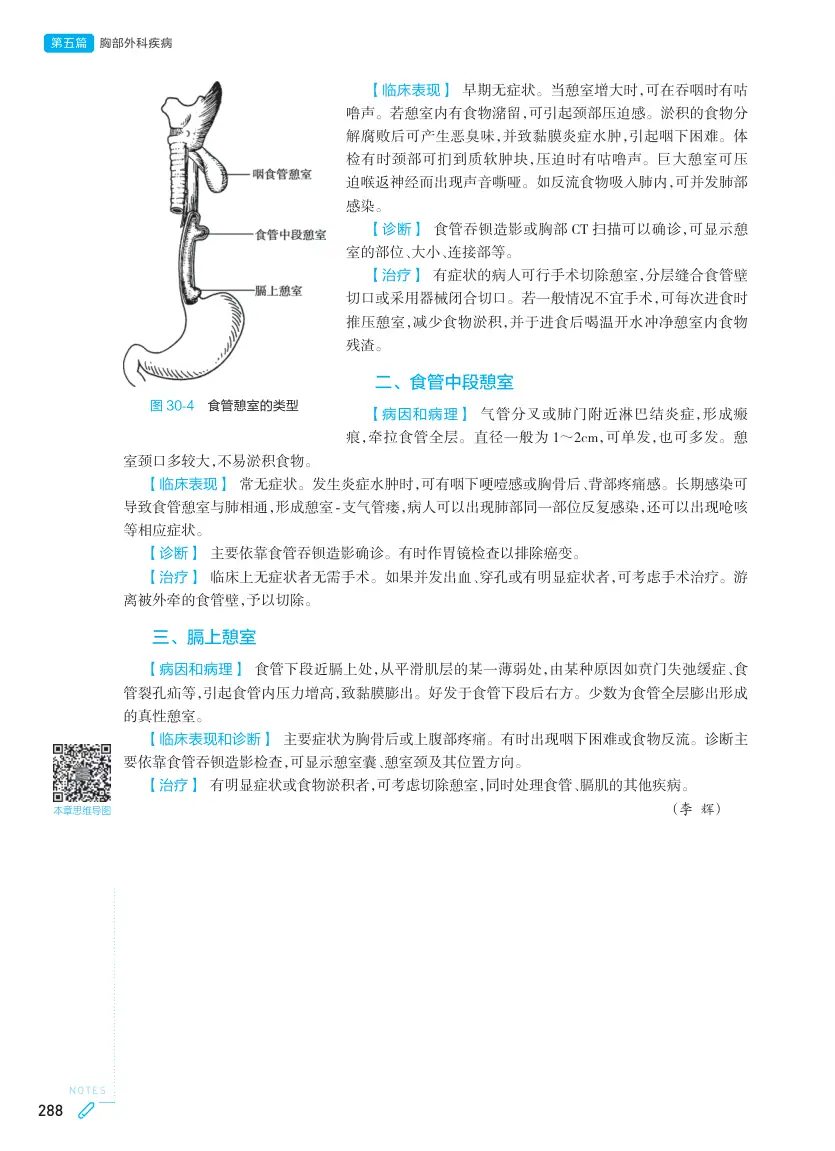 第五篇 胸部外科疾病
咽食管憩室
食管中段憩室
膈上憩室
图 30-4 食管憩室的类型
【临床表现】 早期无症状。当憩室增大时,可在吞咽时有咕
噜声。若憩室内有食物潴留,可引起颈部压迫感。淤积的食物分
解腐败后可产生恶臭味,并致黏膜炎症水肿,引起咽下困难。体
检有时颈部可扪到质软肿块,压迫时有咕噜声。巨大憩室可压
迫喉返神经而出现声音嘶哑。如反流食物吸入肺内,可并发肺部
感染。
【诊断】 食管吞钡造影或胸部 CT 扫描可以确诊,可显示憩
室的部位、大小、连接部等。
【治疗】 有症状的病人可行手术切除憩室,分层缝合食管壁
切口或采用器械闭合切口。若一般情况不宜手术,可每次进食时
推压憩室,减少食物淤积,并于进食后喝温开水冲净憩室内食物
残渣。
二、食管中段憩室
【病因和病理】 气管分叉或肺门附近淋巴结炎症,形成瘢
痕,牵拉食管全层。直径一般为 1～2cm,可单发,也可多发。憩
室颈口多较大,不易淤积食物。
【临床表现】 常无症状。发生炎症水肿时,可有咽下哽噎感或胸骨后、背部疼痛感。长期感染可
导致食管憩室与肺相通,形成憩室-支气管瘘,病人可以出现肺部同一部位反复感染,还可以出现呛咳
等相应症状。
【诊断】 主要依靠食管吞钡造影确诊。有时作胃镜检查以排除癌变。
【治疗】 临床上无症状者无需手术。如果并发出血、穿孔或有明显症状者,可考虑手术治疗。游
离被外牵的食管壁,予以切除。
三、膈上憩室
【病因和病理】 食管下段近膈上处,从平滑肌层的某一薄弱处,由某种原因如贲门失弛缓症、食
管裂孔疝等,引起食管内压力增高,致黏膜膨出。好发于食管下段后右方。少数为食管全层膨出形成
的真性憩室。
【临床表现和诊断】 主要症状为胸骨后或上腹部疼痛。有时出现咽下困难或食物反流。诊断主
要依靠食管吞钡造影检查,可显示憩室囊、憩室颈及其位置方向。
【治疗】 有明显症状或食物淤积者,可考虑切除憩室,同时处理食管、膈肌的其他疾病。
（李 辉）
本章思维导图
NOTES
288